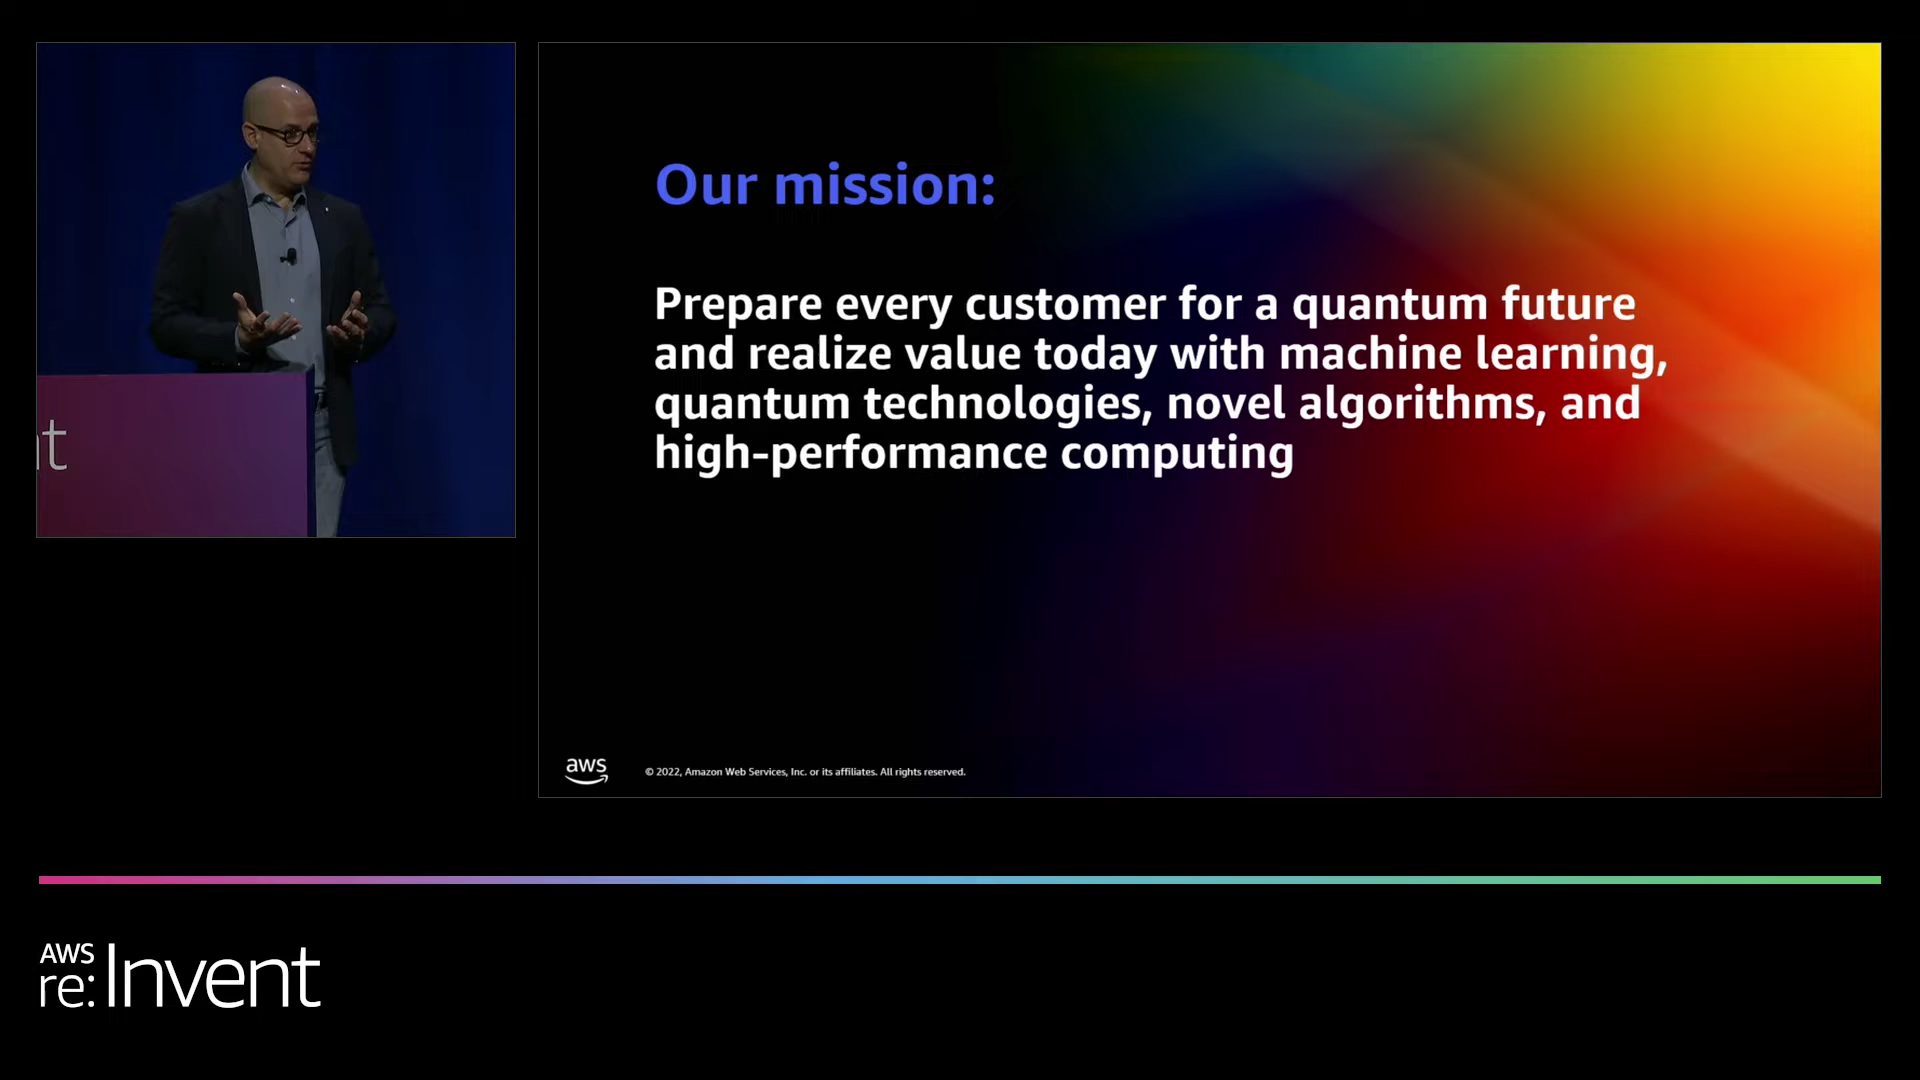 nt
Our mission:
Prepare every customer for a quantum future
and realize value today with machine learning,
quantum technologies, novel algorithms, and
high-performance computing
aws
© 2022, Amazon Web Services, Inc. or its affiliates. All rights reserved.
AWS
re:Invent